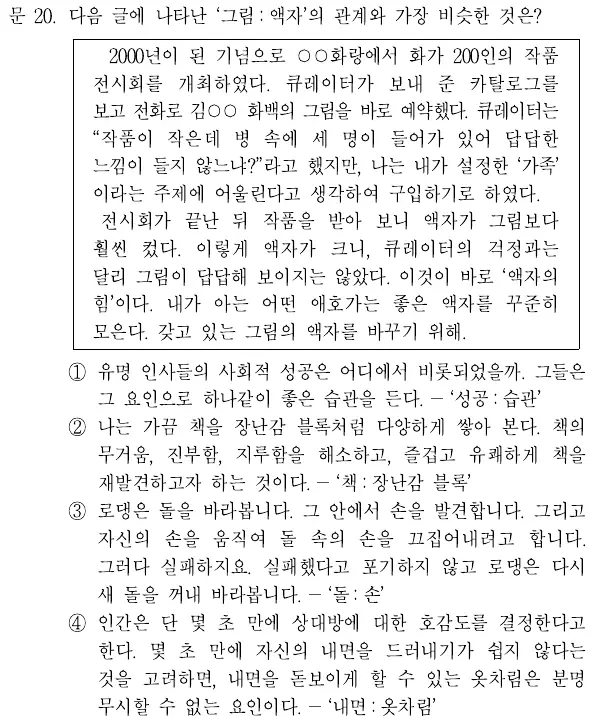 문 20. 다음 글에 나타난 ‘그림 : 액자’의 관계와 가장 비슷한 것은?
2000년이 된 기념으로 ○○화랑에서 화가 200인의 작품
전시회를 개최하였다. 큐레이터가 보내 준 카탈로그를
보고 전화로 김○○ 화백의 그림을 바로 예약했다. 큐레이터는
“작품이 작은데 병 속에 세 명이 들어가 있어 답답한
느낌이 들지 않느냐?”라고 했지만, 나는 내가 설정한 ‘가족’
이라는 주제에 어울린다고 생각하여 구입하기로 하였다.
전시회가 끝난 뒤 작품을 받아 보니 액자가 그림보다
훨씬 컸다. 이렇게 액자가 크니, 큐레이터의 걱정과는
달리 그림이 답답해 보이지는 않았다. 이것이 바로 ‘액자의
힘’이다. 내가 아는 어떤 애호가는 좋은 액자를 꾸준히
모은다. 갖고 있는 그림의 액자를 바꾸기 위해.
① 유명 인사들의 사회적 성공은 어디에서 비롯되었을까. 그들은
그 요인으로 하나같이 좋은 습관을 든다. － ‘성공 : 습관’
② 나는 가끔 책을 장난감 블록처럼 다양하게 쌓아 본다. 책의
무거움, 진부함, 지루함을 해소하고, 즐겁고 유쾌하게 책을
재발견하고자 하는 것이다. － ‘책 : 장난감 블록’
③ 로댕은 돌을 바라봅니다. 그 안에서 손을 발견합니다. 그리고
자신의 손을 움직여 돌 속의 손을 끄집어내려고 합니다.
그러다 실패하지요. 실패했다고 포기하지 않고 로댕은 다시
새 돌을 꺼내 바라봅니다. － ‘돌 : 손’
④ 인간은 단 몇 초 만에 상대방에 대한 호감도를 결정한다고
한다. 몇 초 만에 자신의 내면을 드러내기가 쉽지 않다는
것을 고려하면, 내면을 돋보이게 할 수 있는 옷차림은 분명
무시할 수 없는 요인이다. － ‘내면 : 옷차림’